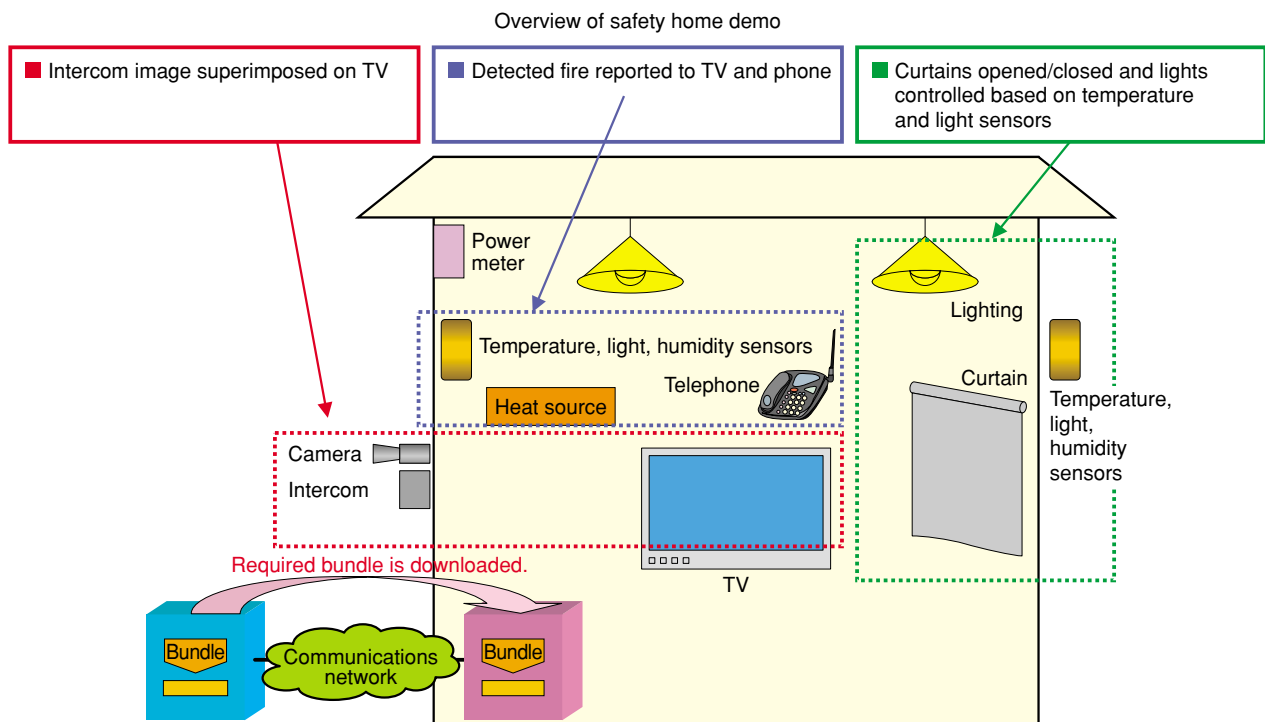 Overview of safety home demo
Intercom image superimposed on TV
Detected fire reported to TV and phone
Curtains opened/closed and lights
controlled based on temperature
and light sensors
Power
meter
Lighting
Temperature, light, humidity sensors
Telephone
Curtain
Heat source
Temperature,
light,
humidity
sensors
Camera
Intercom
TV
Required bundle is downloaded.
Bundle
Communications
network
Bundle